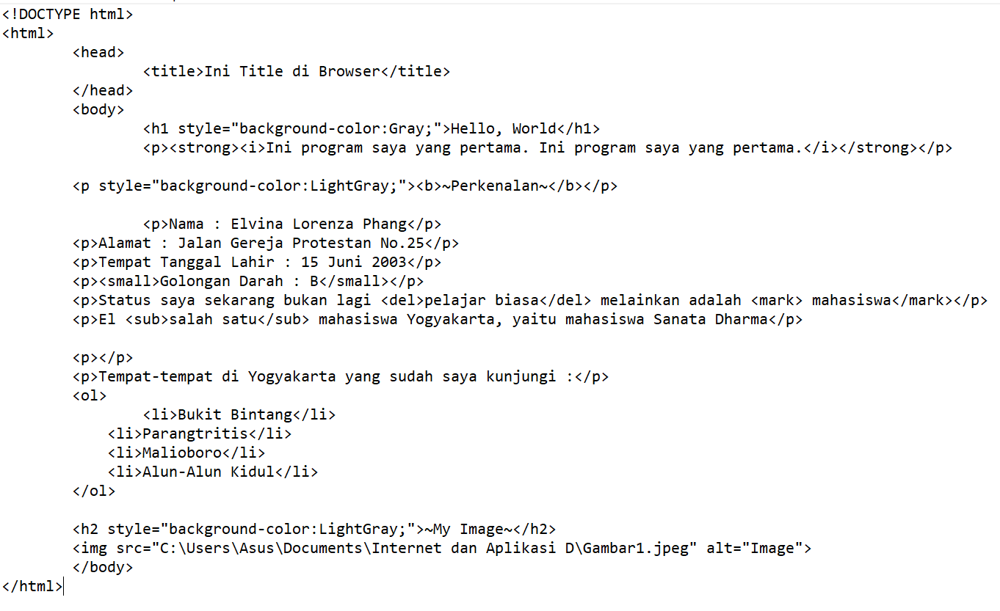 <!DOCTYPE html>
<html>
<head>
<title>Ini Title di Browser</title>
</head>
<body>
<h1 style="background-color:Gray;">Hello, World</h1>
<p><strong><i>Ini program saya yang pertama. Ini program saya yang pertama.</i></strong></p>
<p style="background-color:LightGray;"><b>~Perkenalan~</b></p>
<p>Nama : Elvina Lorenza Phang</p>
<p>Alamat : Jalan Gereja Protestan No.25</p>
<p>Tempat Tanggal Lahir : 15 Juni 2003</p>
<p><small>Golongan Darah : B</small></p>
<p>Status saya sekarang bukan lagi <del>pelajar biasa</del> melainkan adalah <mark> mahasiswa</mark></p>
<p>El <sub>salah satu</sub> mahasiswa Yogyakarta, yaitu mahasiswa Sanata Dharma</p>
<p></p>
<p>Tempat-tempat di Yogyakarta yang sudah saya kunjungi :</p>
<ol>
<li>Bukit Bintang</li>
<li>Parangtritis</li>
<li>Malioboro</li>
<li>Alun-Alun Kidul</li>
</ol>
<h2 style="background-color:LightGray;">~My Image~</h2>
<img src="C:\Users\Asus\Documents\Internet dan Aplikasi D\Gambar1.jpeg" alt="Image">
</body>
</html>